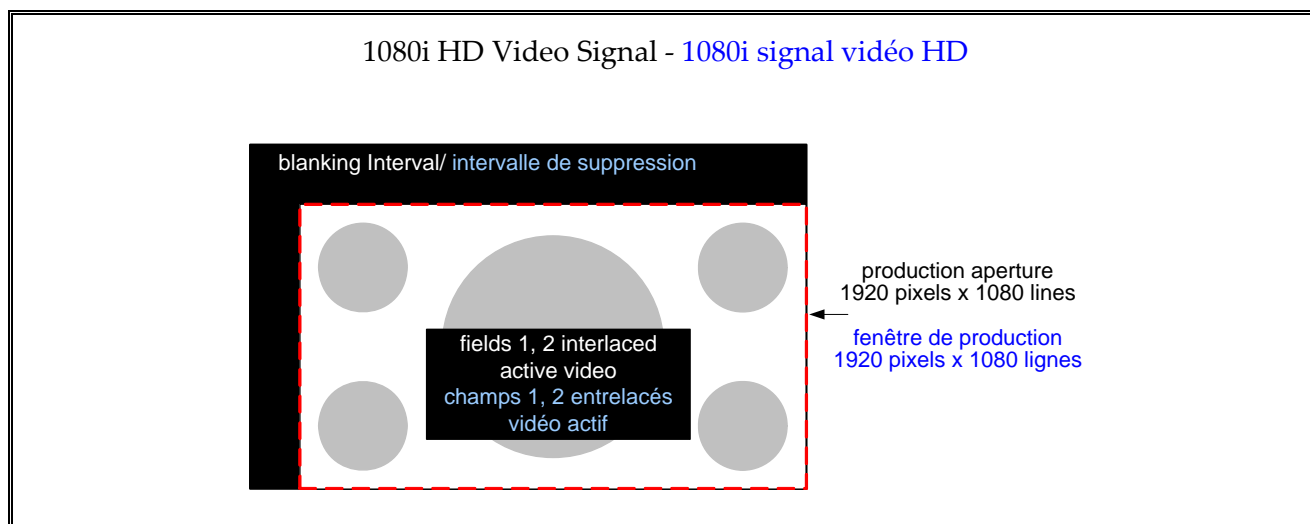 1080i HD Video Signal - 1080i signal vidéo HD
blanking Interval/ intervalle de suppression
production aperture
1920 pixels x 1080 lines
fenêtre de production
1920 pixels x 1080 lignes
fields 1, 2 interlaced
active video
champs 1, 2 entrelacés
vidéo actif